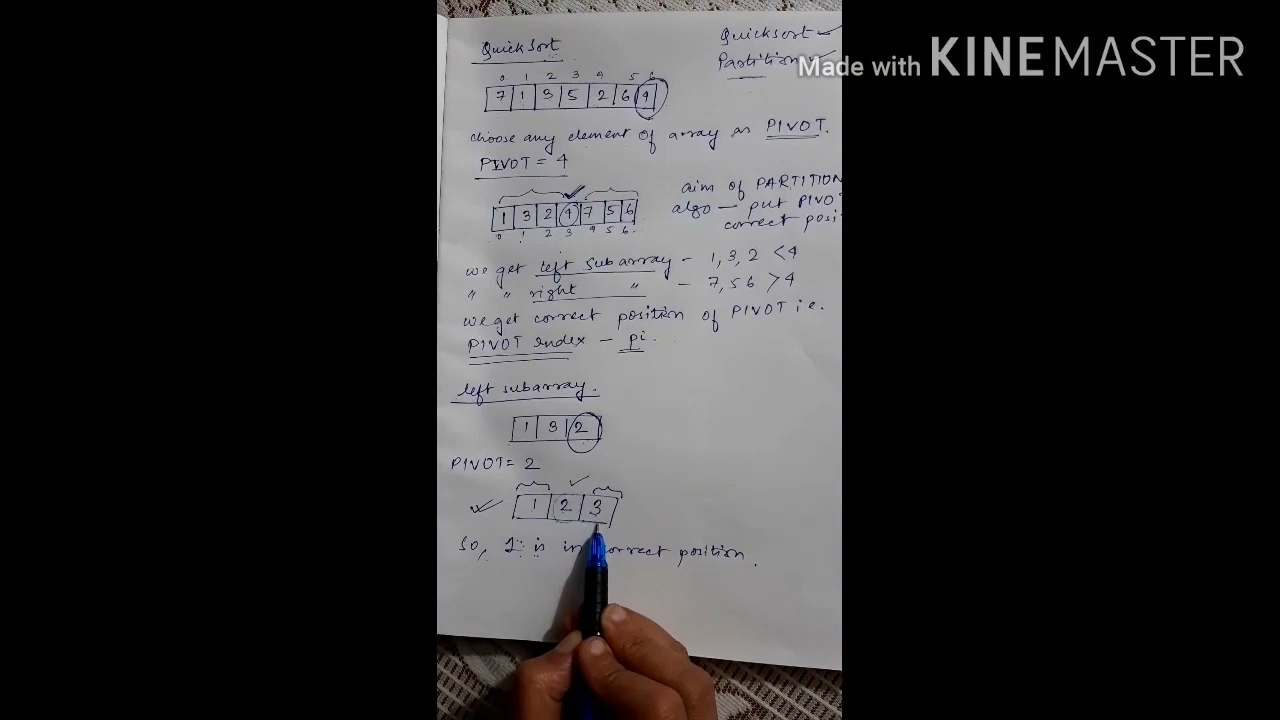 Quicksort
Quicksort
Partition
Made with KINEMASTER
0 1 2 3 4 5 6
7 1 3 5 2 6 4
choose any element of array as PIVOT.
PIVOT = 4
1 3 2 4 7 5 6
0 1 2 3 4 5 6
aim of PARTITION
algo - put PIVO
correct posi
we get left subarray - 1, 3, 2 < 4
" " right " - 7, 5 6 > 4
we get correct position of PIVOT i.e.
PIVOT index - pi.
left subarray.
1 3 2
PIVOT = 2
1 2 3
So, is in correct position.